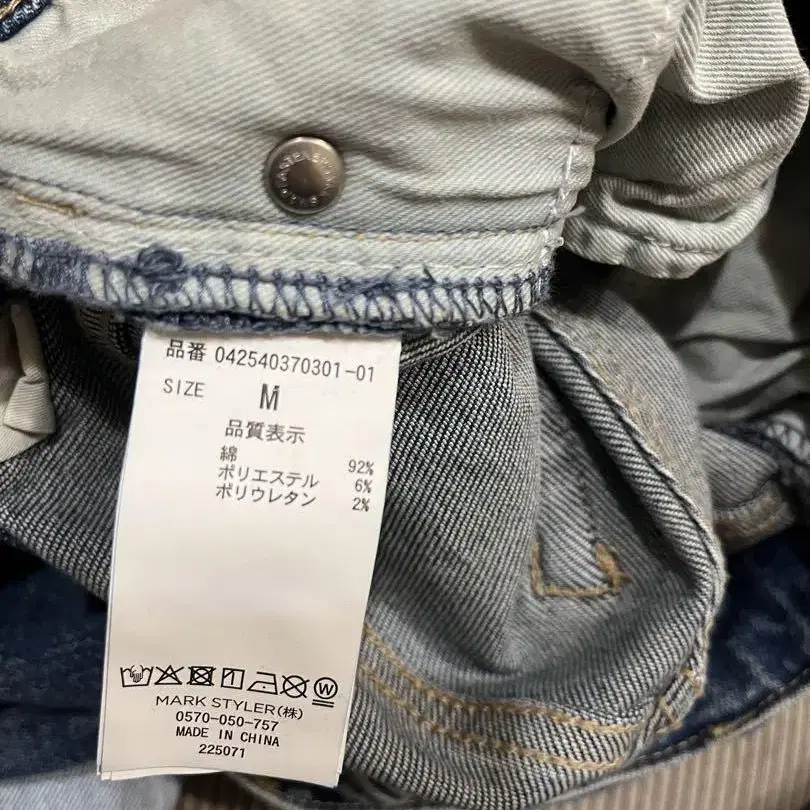 品番 042540370301-01
SIZE M
品質表示
綿 92%
ポリエステル 6%
ポリウレタン 2%
W
MARK STYLER(株)
0570-050-757
MADE IN CHINA
225071